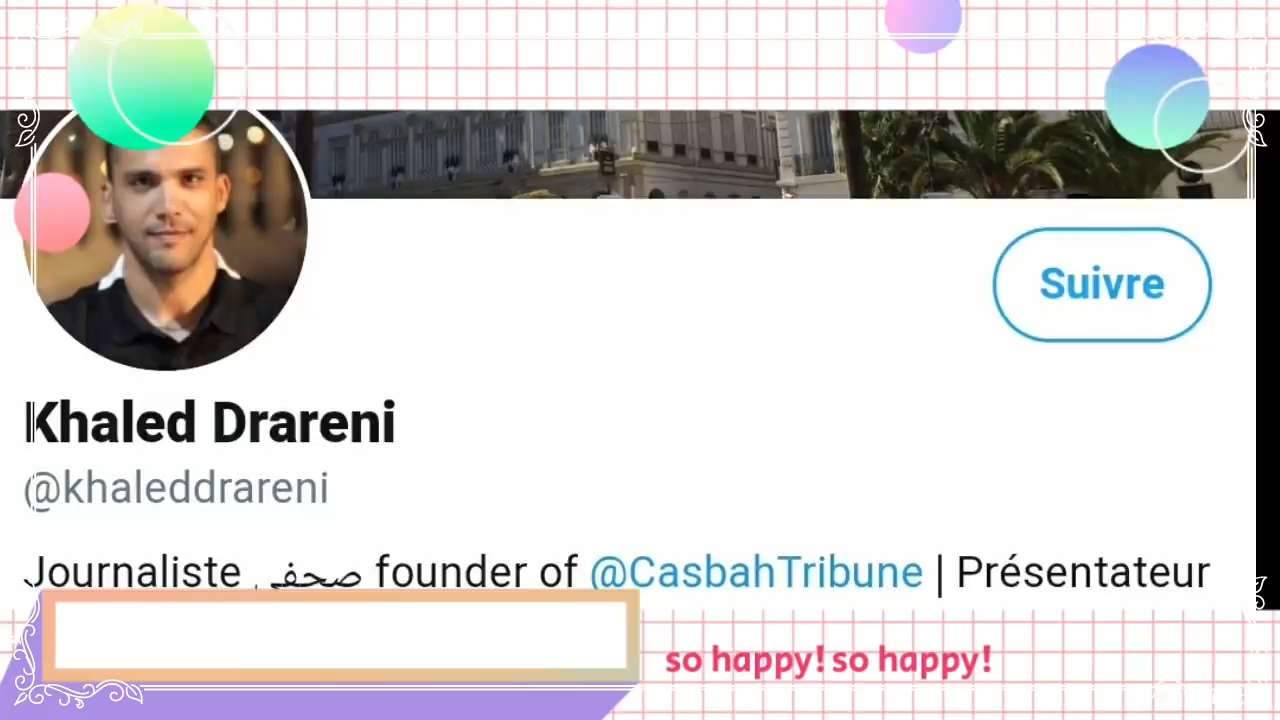 Suivre
Khaled Drareni
@khaleddrareni
Journaliste صحفي founder of @CasbahTribune | Présentateur
so happy! so happy!